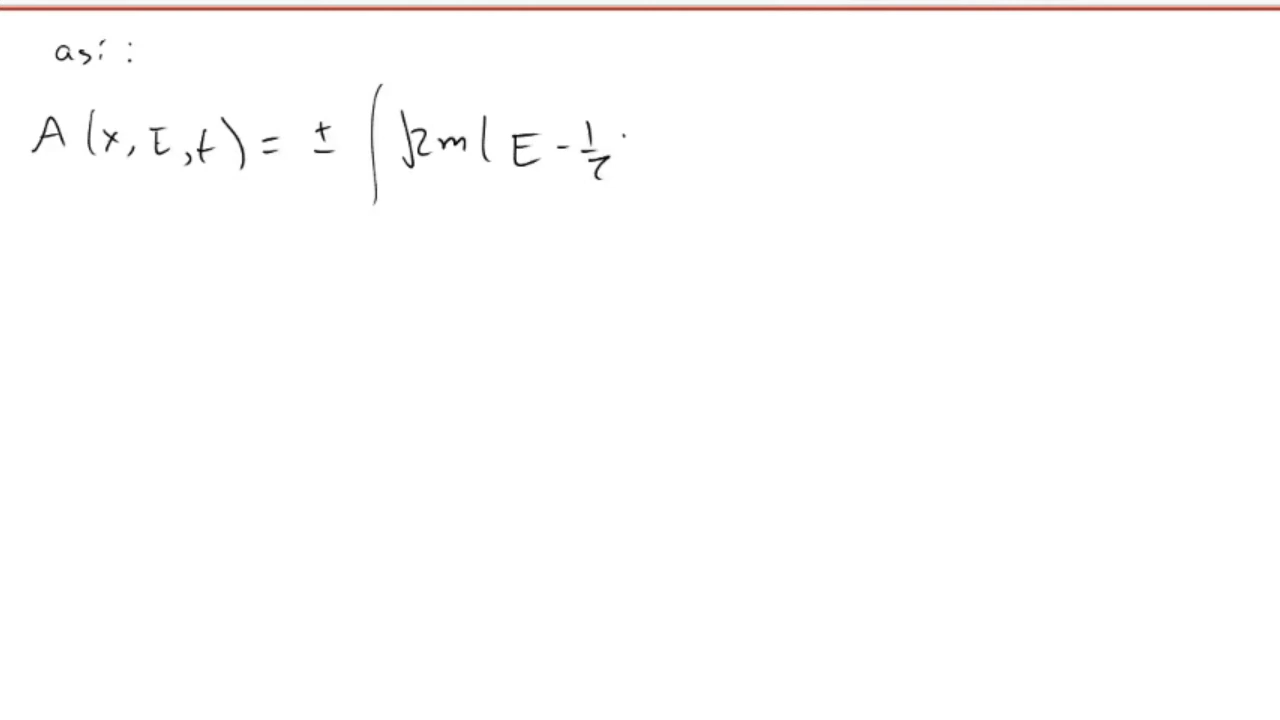 así:
A(x, E, t) = ± ∫ √2m( E - 1/2